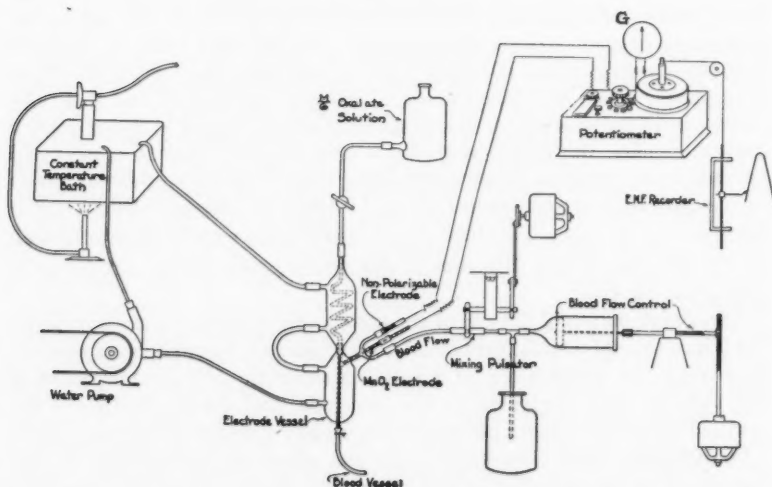 G
M/6 Oxalate
Solution
Potentiometer
Constant
Temperature
Bath
E.M.F. Recorder
Non-Polarizable
Electrode
Blood Flow Control
Blood Flow
Mixing Pulsator
MnO2 Electrode
Water Pump
Electrode Vessel
Blood Vessel